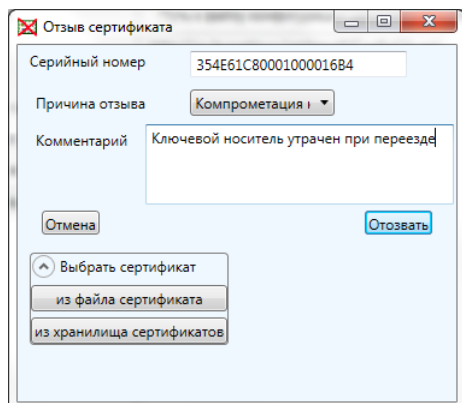 Отзыв сертификата
Серийный номер 354E61C80001000016B4
Причина отзыва Компрометация
Комментарий Ключевой носитель утрачен при переезде
Отмена Отозвать
Выбрать сертификат
из файла сертификата
из хранилища сертификатов